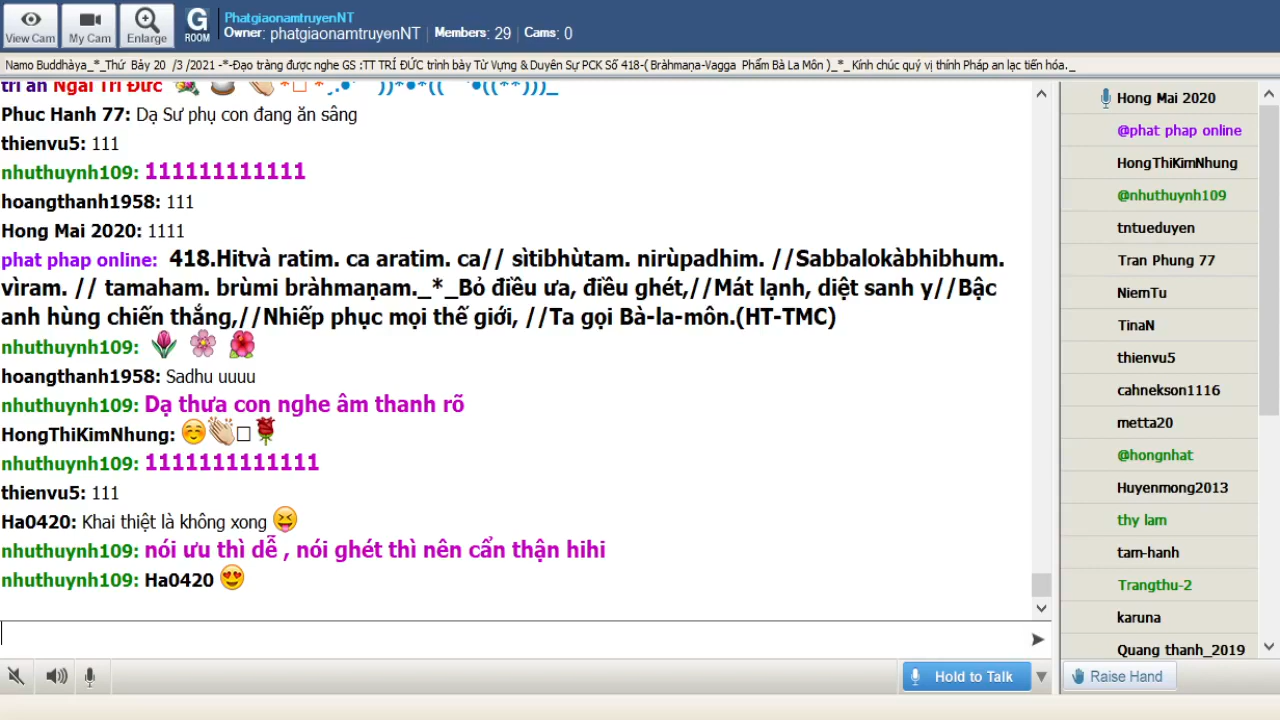 View Cam
My Cam
Enlarge
G
ROOM
PhatgiaonamtruyenNT
Owner: phatgiaonamtruyenNT | Members: 29 | Cams: 0
Namo Buddhàya_*_Thứ Bảy 20 /3 /2021 -*-Đạo tràng được nghe GS :TT TRÍ ĐỨC trình bày Từ Vựng & Duyên Sự PCK Số 418-( Bràhmaṇa-Vagga Phẩm Bà La Môn )_*_ Kính chúc quý vị thính Pháp an lạc tiến hóa._
tri ân Ngài Trí Đức
Phuc Hanh 77: Dạ Sư phụ con đang ăn sâng
thienvu5: 111
nhuthuynh109: 111111111111
hoangthanh1958: 111
Hong Mai 2020: 1111
phat phap online: 418.Hitvà ratim. ca aratim. ca// sìtibhùtam. nirùpadhim. //Sabbalokàbhibhum.
vìram. // tamaham. brùmi bràhmaṇam._*_Bỏ điều ưa, điều ghét,//Mát lạnh, diệt sanh y//Bậc
anh hùng chiến thắng,//Nhiếp phục mọi thế giới, //Ta gọi Bà-la-môn.(HT-TMC)
nhuthuynh109:
hoangthanh1958: Sadhu uuuu
nhuthuynh109: Dạ thưa con nghe âm thanh rõ
HongThiKimNhung:
nhuthuynh109: 1111111111111
thienvu5: 111
Ha0420: Khai thiệt là không xong
nhuthuynh109: nói ưu thì dễ , nói ghét thì nên cẩn thận hihi
nhuthuynh109: Ha0420
Hold to Talk
Hong Mai 2020
@phat phap online
HongThiKimNhung
@nhuthuynh109
tntueduyen
Tran Phung 77
NiemTu
TinaN
thienvu5
cahnekson1116
metta20
@hongnhat
Huyenmong2013
thy lam
tam-hanh
Trangthu-2
karuna
Quang thanh_2019
Raise Hand